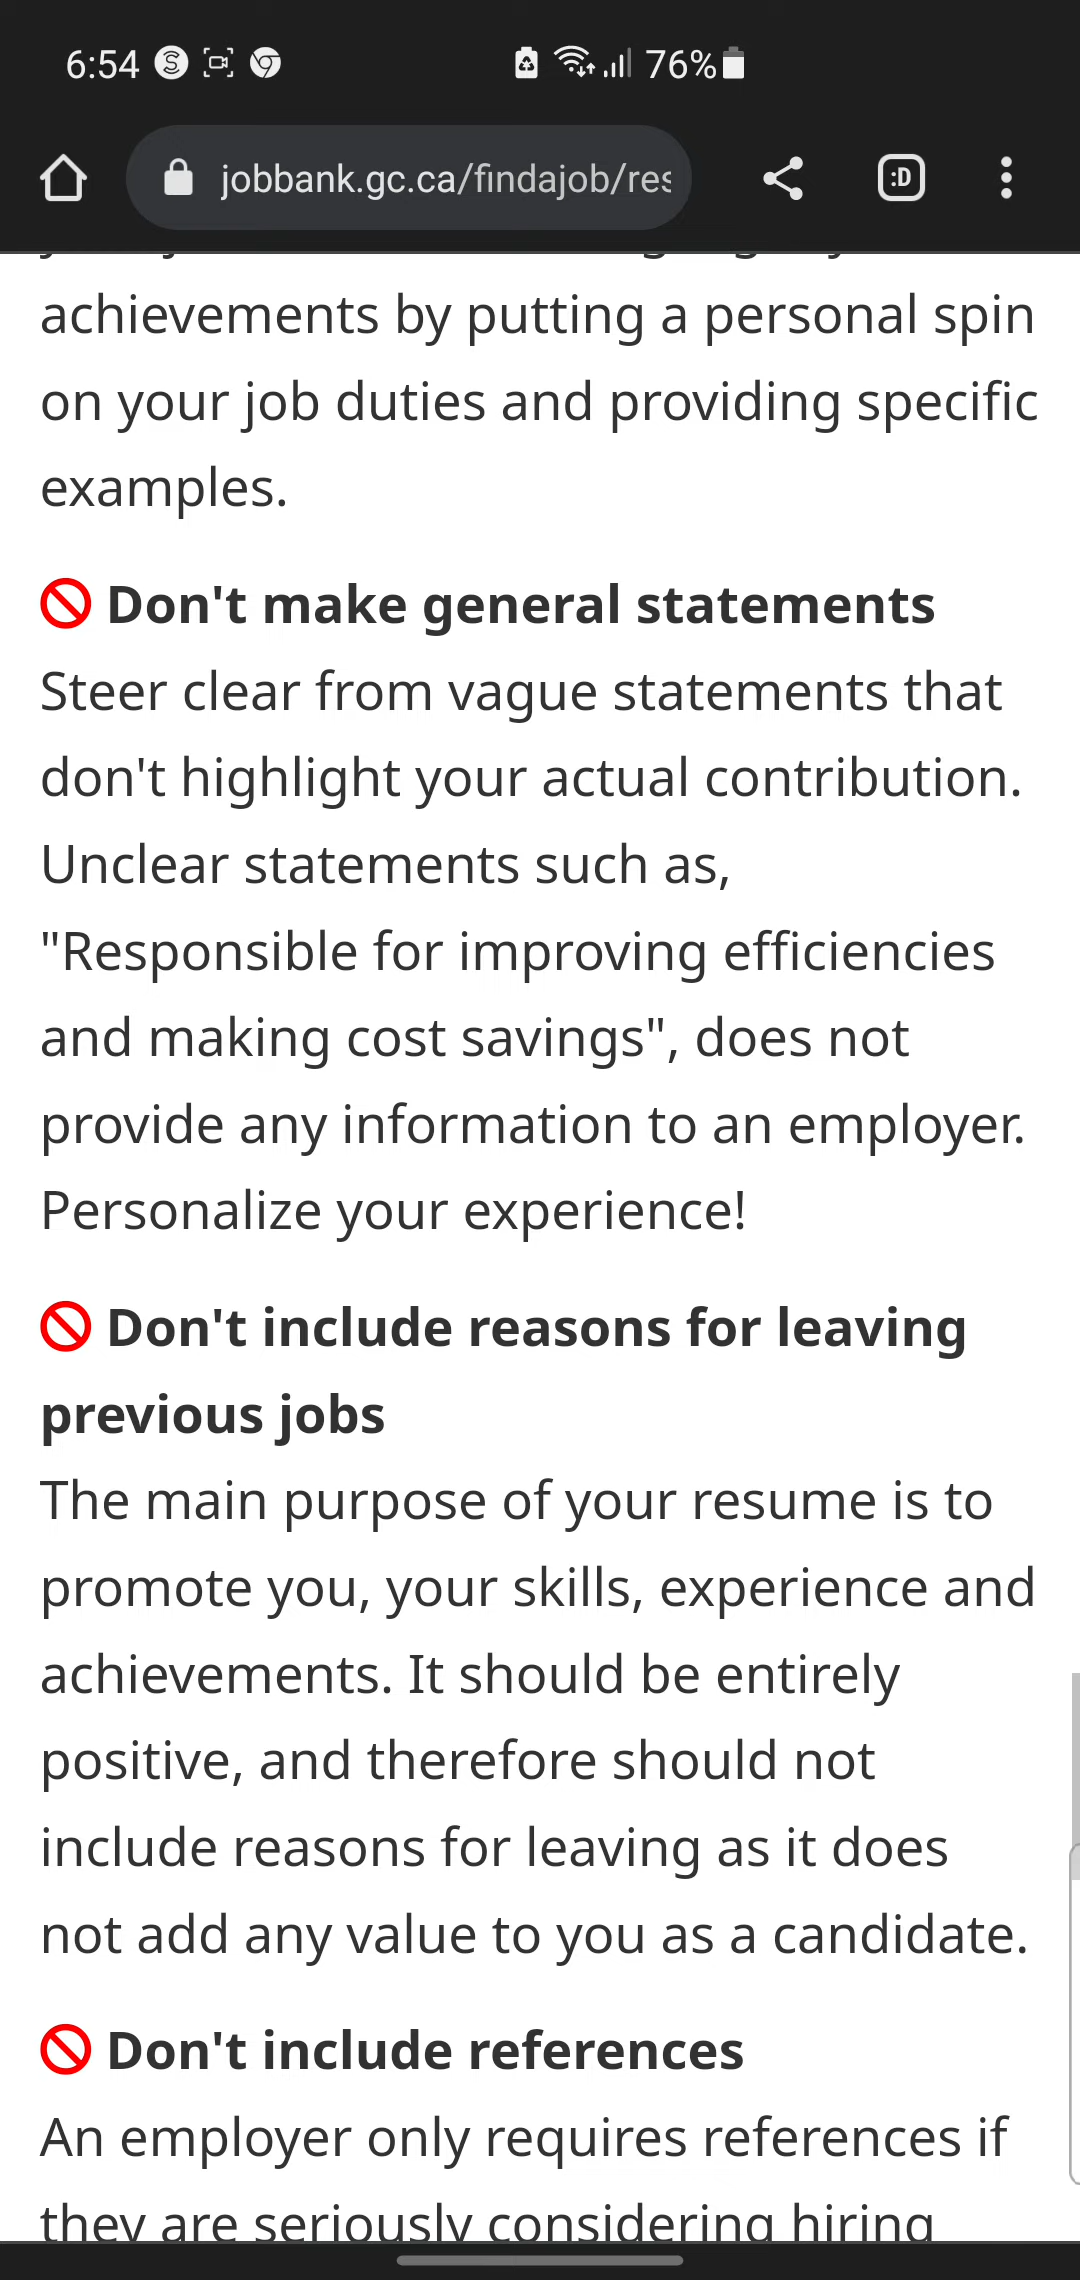 6:54 76%
jobbank.gc.ca/findajob/res
:D
achievements by putting a personal spin
on your job duties and providing specific
examples.
🚫 Don't make general statements
Steer clear from vague statements that
don't highlight your actual contribution.
Unclear statements such as,
"Responsible for improving efficiencies
and making cost savings", does not
provide any information to an employer.
Personalize your experience!
🚫 Don't include reasons for leaving
previous jobs
The main purpose of your resume is to
promote you, your skills, experience and
achievements. It should be entirely
positive, and therefore should not
include reasons for leaving as it does
not add any value to you as a candidate.
🚫 Don't include references
An employer only requires references if
they are seriously considering hiring